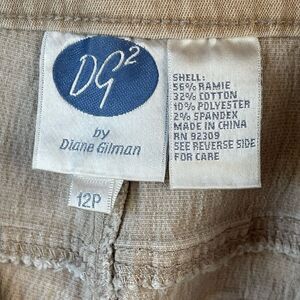 DG2
by
Diane Gilman
12P
SHELL:
56% RAMIE
32% COTTON
10% POLYESTER
2% SPANDEX
MADE IN CHINA
RN 92309
SEE REVERSE SIDE
FOR CARE